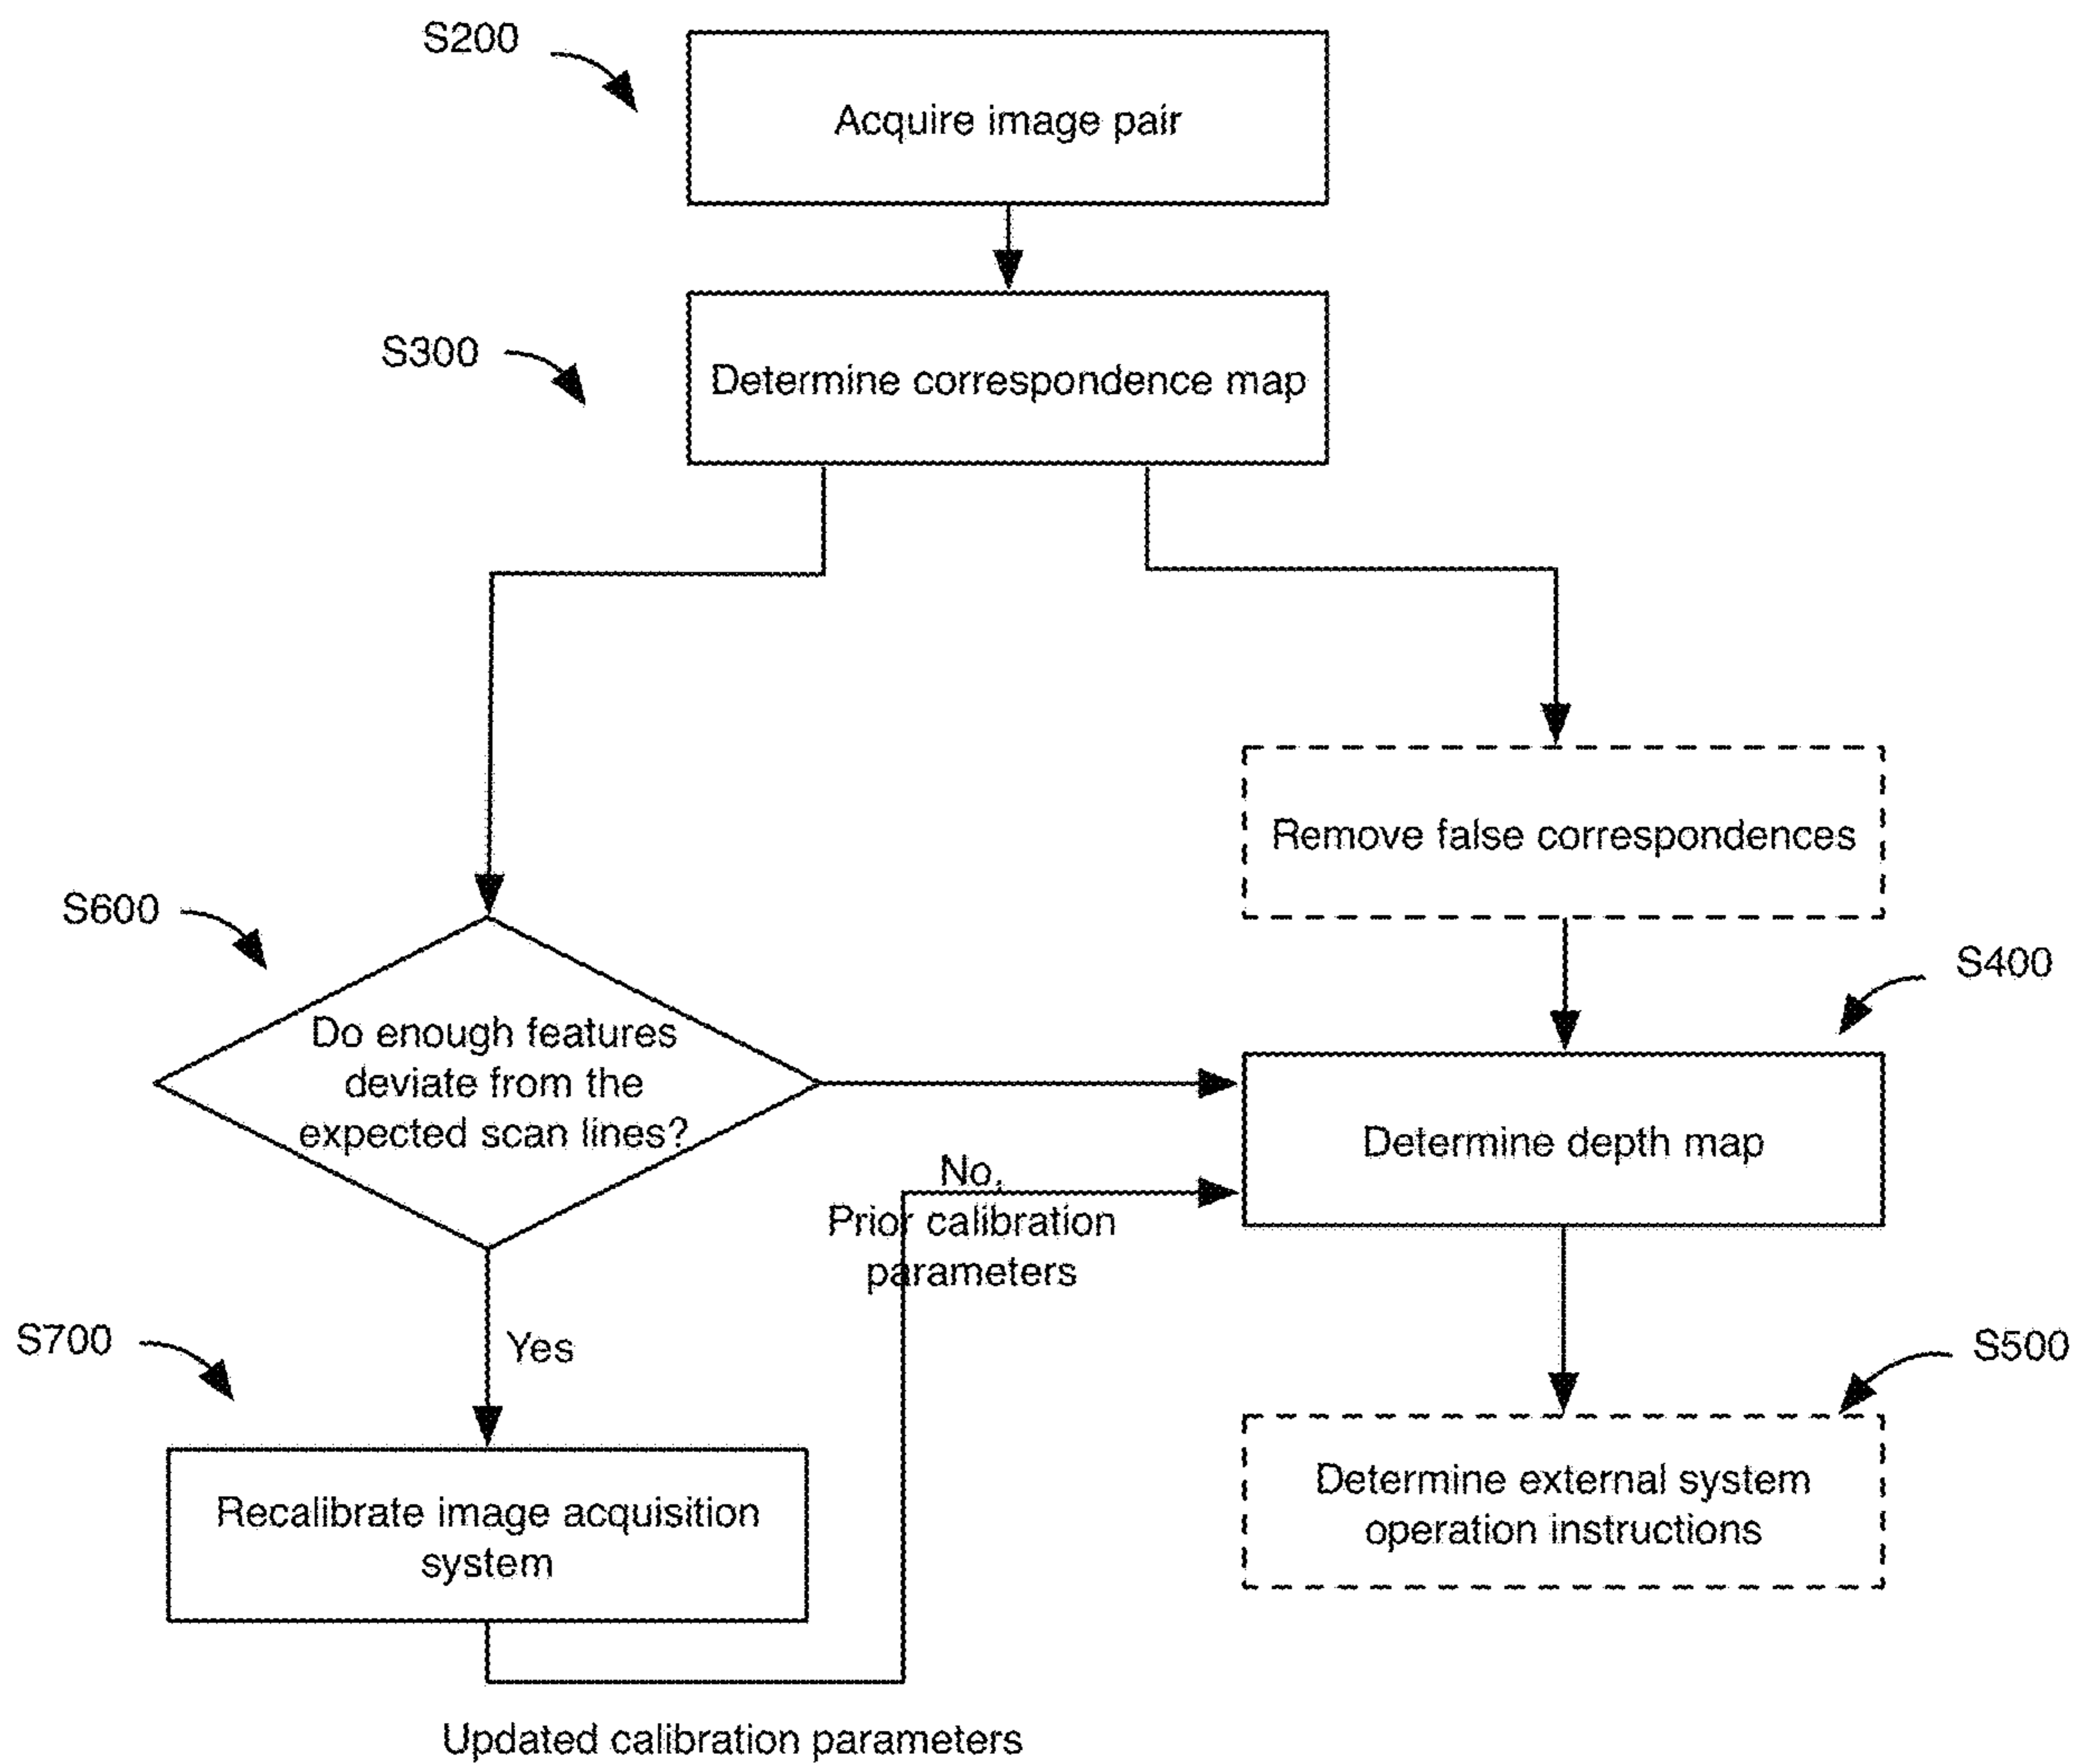 S200
Acquire image pair
S300
Determine correspondence map
Remove false correspondences
S600
S400
Do enough features
deviate from the
expected scan lines?
Determine depth map
No,
Prior calibration
parameters
S700
Yes
S500
Determine external system
operation instructions
Recalibrate image acquisition
system
Updated calibration parameters